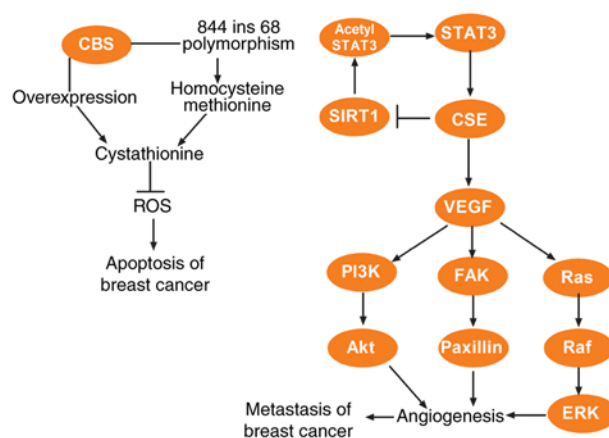 CBS
844 ins 68
polymorphism
Overexpression
Homocysteine
methionine
Cystathionine
ROS
Apoptosis of
breast cancer
Acetyl
STAT3
STAT3
SIRT1
CSE
VEGF
PI3K
FAK
Ras
Akt
Paxillin
Raf
Metastasis of
breast cancer
Angiogenesis
ERK